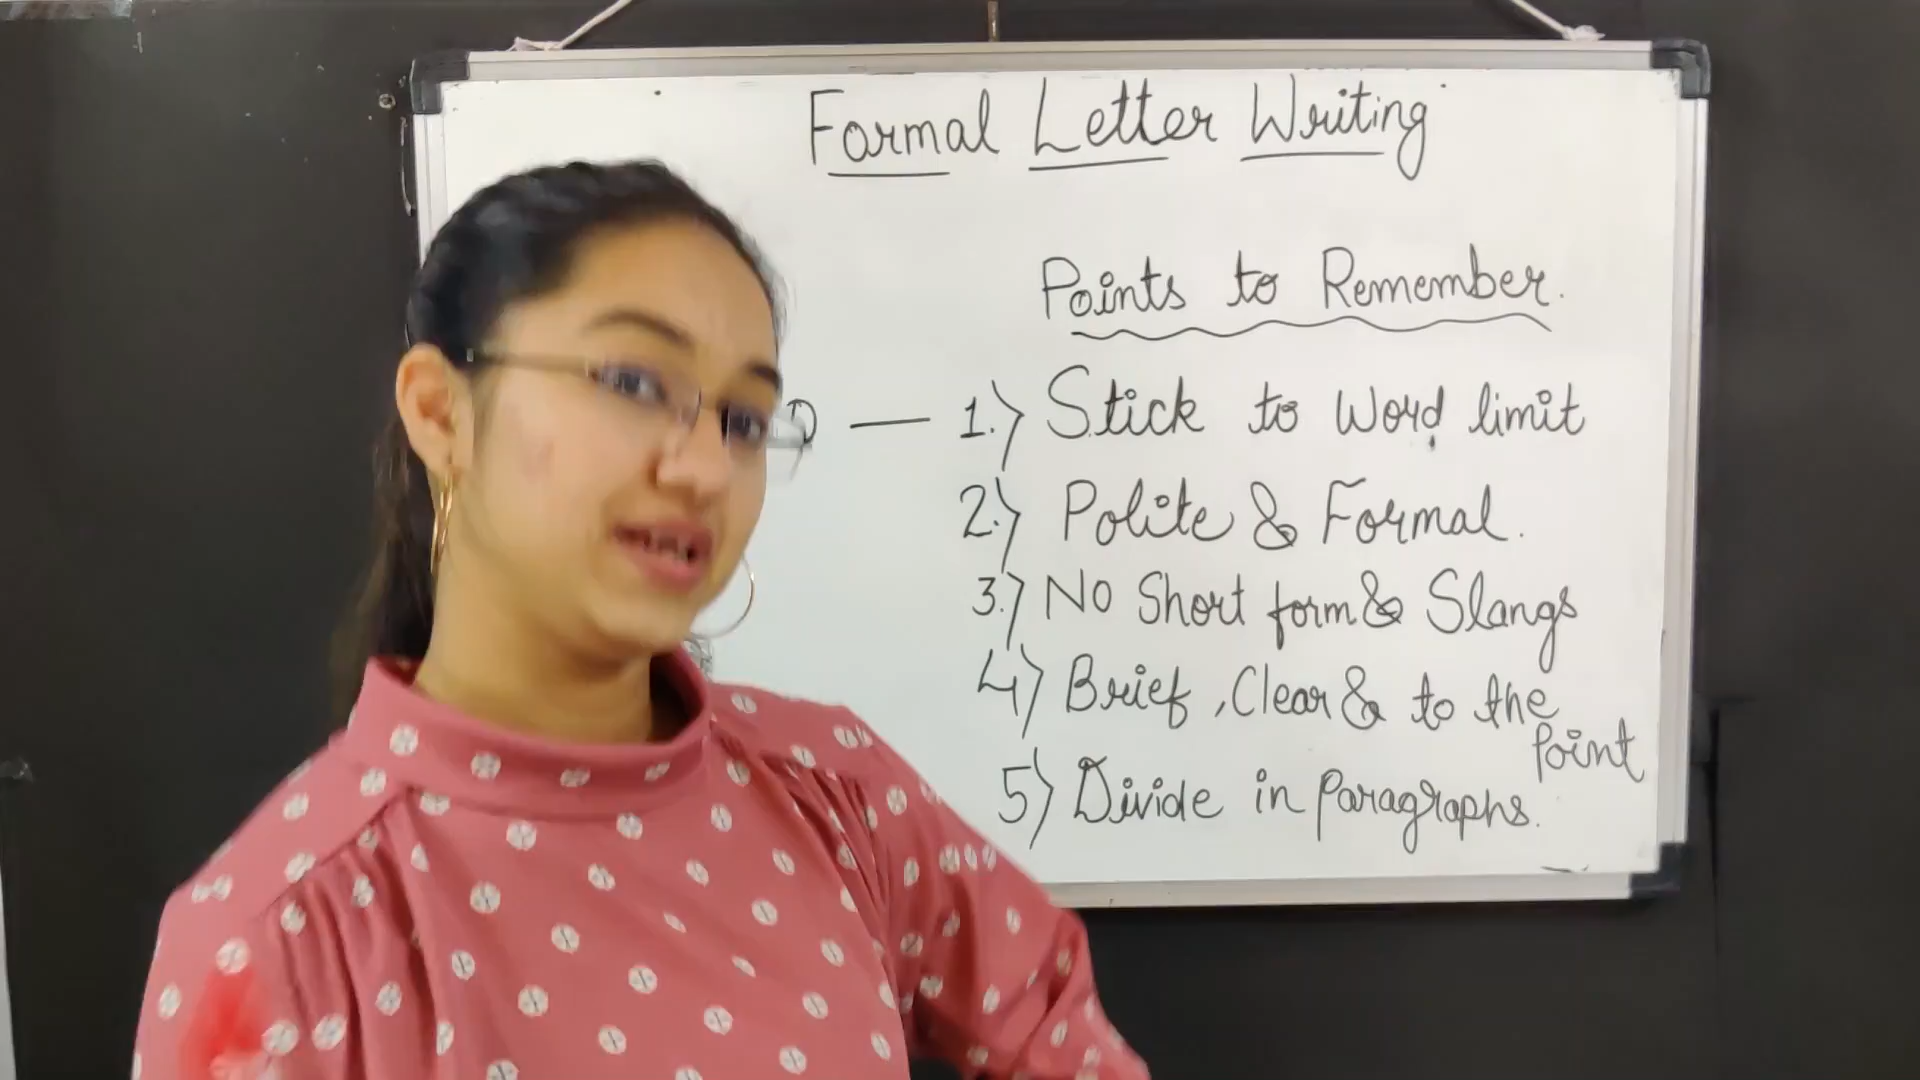 Formal Letter Writing
Points to Remember.
— 1.) Stick to Word limit
2.) Polite & Formal.
3.) No Short form & Slangs
4) Brief, Clear & to the
Point
5) Divide in Paragraphs.